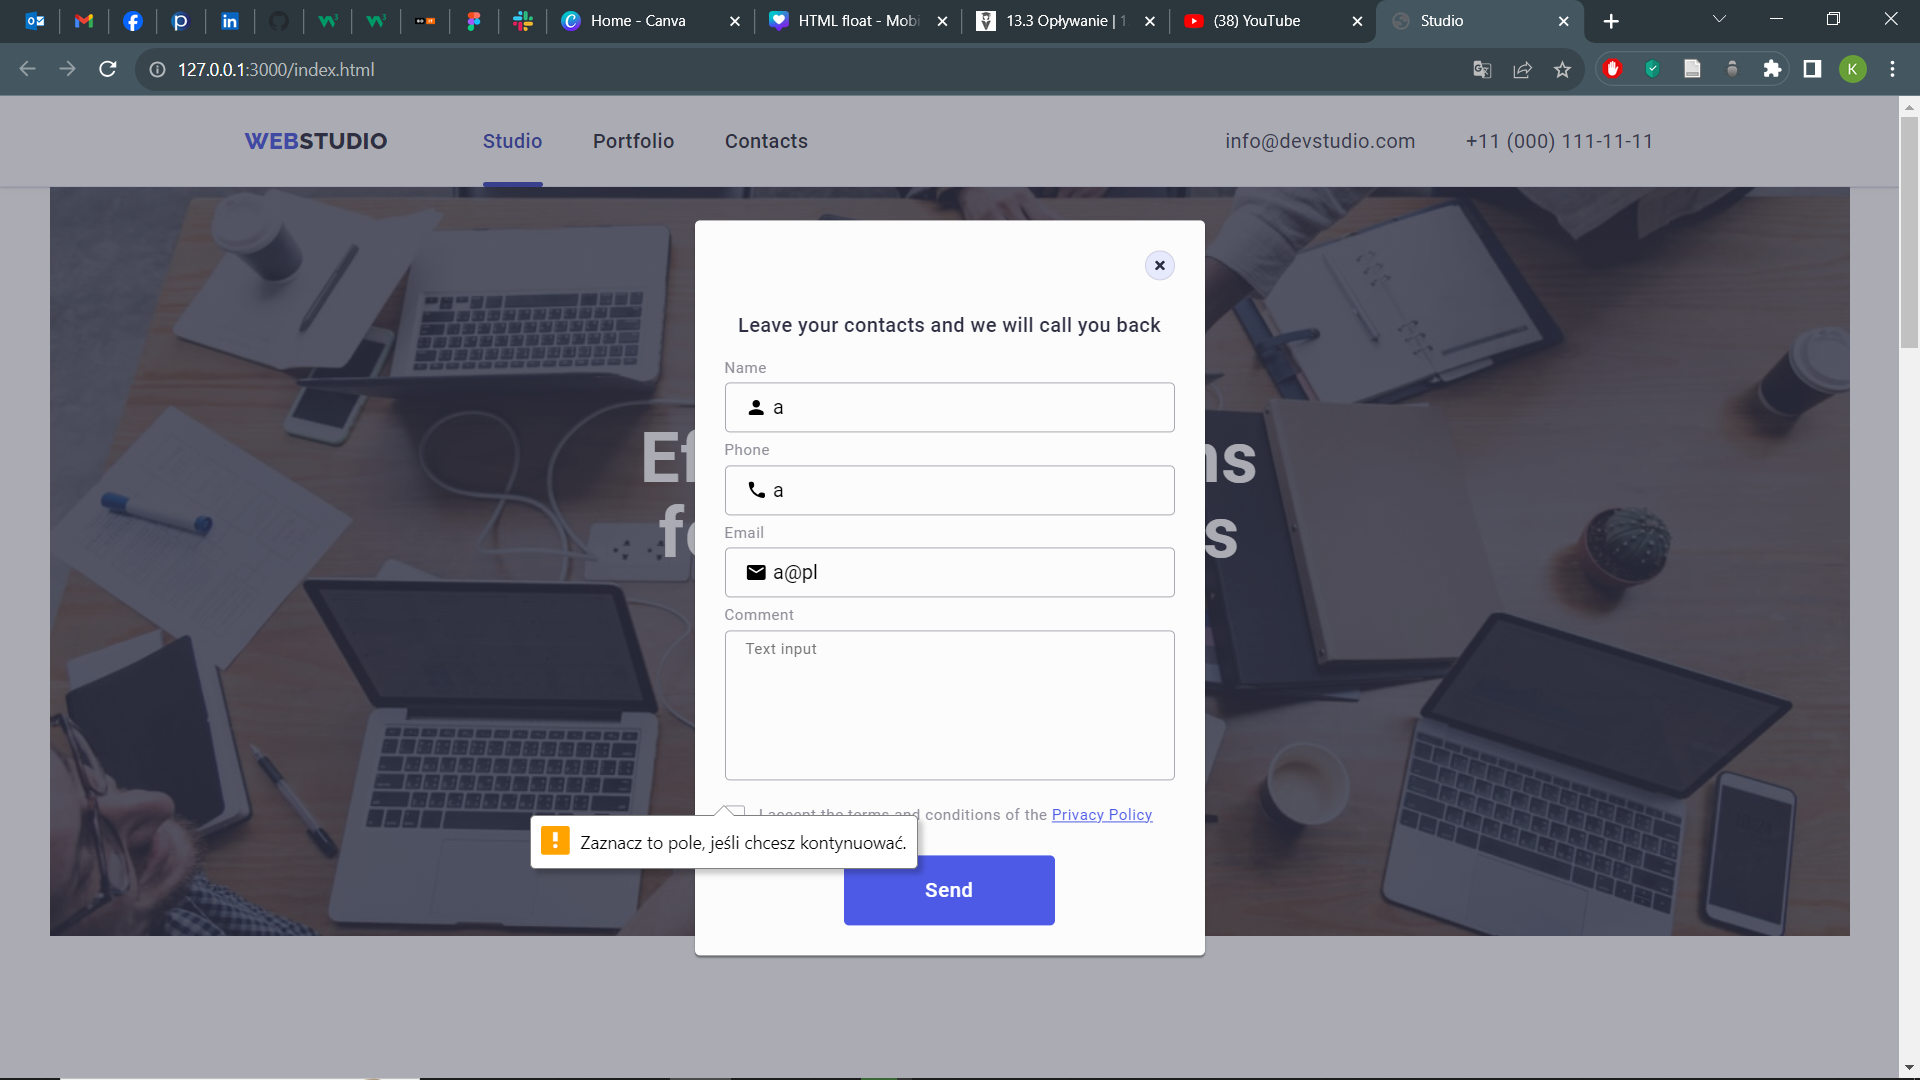 Home - Canva
HTML float - Mobi
13.3 Opływanie | 1
(38) YouTube
Studio
127.0.0.1:3000/index.html
K
WEBSTUDIO
Studio
Portfolio
Contacts
info@devstudio.com
+11 (000) 111-11-11
Leave your contacts and we will call you back
Name
a
Phone
a
Email
a@pl
Comment
Text input
I accept the terms and conditions of the Privacy Policy
Zaznacz to pole, jeśli chcesz kontynuować.
Send